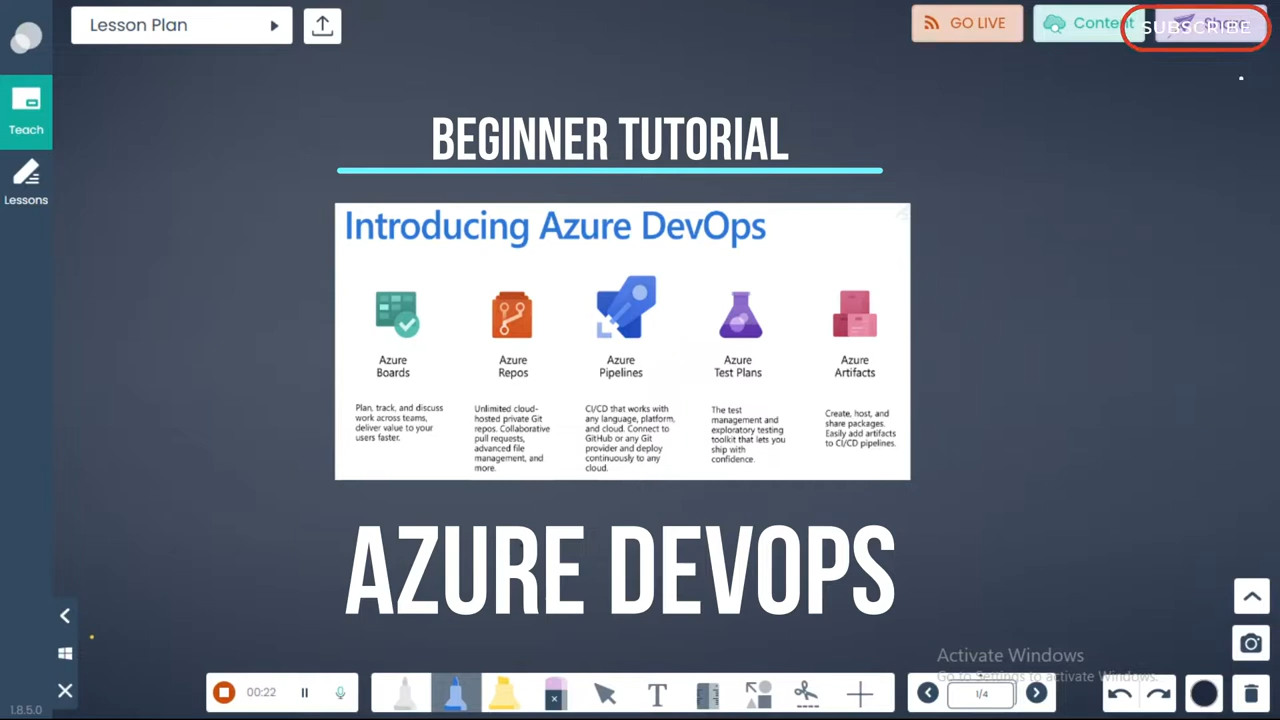 Lesson Plan
GO LIVE
Content
SUBSCRIBE
Teach
Lessons
BEGINNER TUTORIAL
Introducing Azure DevOps
Azure
Boards
Plan, track, and discuss
work across teams,
deliver value to your
users faster.
Azure
Repos
Unlimited cloud-
hosted private Git
repos. Collaborative
pull requests,
advanced file
management, and
more.
Azure
Pipelines
CI/CD that works with
any language, platform,
and cloud. Connect to
GitHub or any Git
provider and deploy
continuously to any
cloud.
Azure
Test Plans
The test
management and
exploratory testing
toolkit that lets you
ship with
confidence.
Azure
Artifacts
Create, host, and
share packages.
Easily add artifacts
to CI/CD pipelines.
AZURE DEVOPS
Activate Windows
Go to Settings to activate Windows.
00:22
T
1/4
1.8.5.0